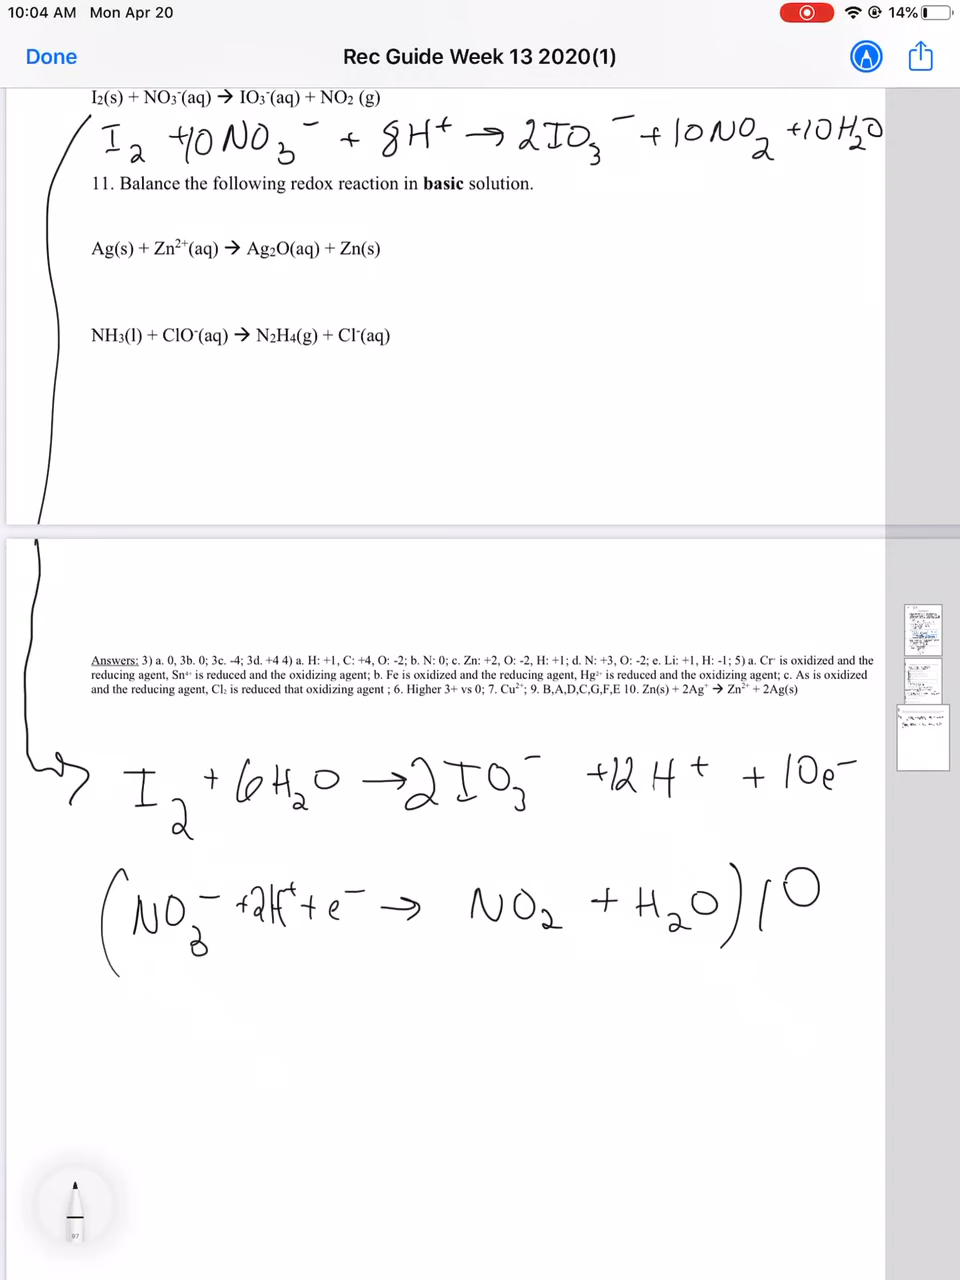 10:04 AM Mon Apr 20
14%
Done
Rec Guide Week 13 2020(1)
I₂(s) + NO₃⁻(aq) → IO₃⁻(aq) + NO₂ (g)
I₂ +10NO₃⁻ + 8H⁺ → 2IO₃⁻ + 10NO₂ +10H₂O
11. Balance the following redox reaction in basic solution.
Ag(s) + Zn²⁺(aq) → Ag₂O(aq) + Zn(s)
NH₃(l) + ClO⁻(aq) → N₂H₄(g) + Cl⁻(aq)
Answers: 3) a. 0, 3b. 0; 3c. -4; 3d. +4 4) a. H: +1, C: +4, O: -2; b. N: 0; c. Zn: +2, O: -2, H: +1; d. N: +3, O: -2; e. Li: +1, H: -1; 5) a. Cr is oxidized and the
reducing agent, Sn⁴⁺ is reduced and the oxidizing agent; b. Fe is oxidized and the reducing agent, Hg²⁺ is reduced and the oxidizing agent; c. As is oxidized
and the reducing agent, Cl₂ is reduced that oxidizing agent ; 6. Higher 3+ vs 0; 7. Cu²⁺; 9. B,A,D,C,G,F,E 10. Zn(s) + 2Ag⁺ → Zn²⁺ + 2Ag(s)
I₂ + 6H₂O → 2IO₃⁻ +12H⁺ + 10e⁻
(NO₃⁻ +2H⁺ + e⁻ → NO₂ + H₂O)10
97